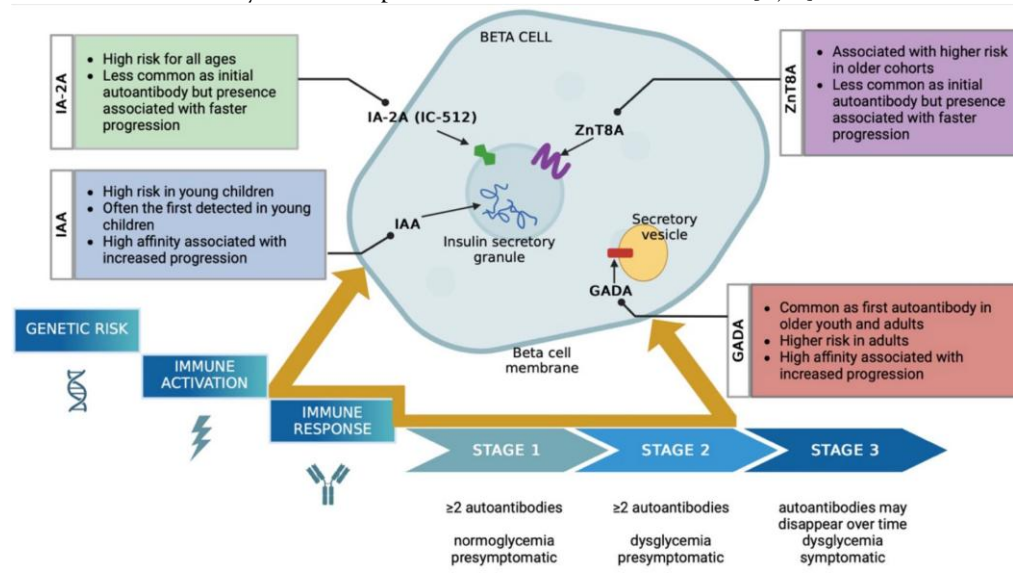 BETA CELL
IA-2A
• High risk for all ages
• Less common as initial
autoantibody but presence
associated with faster
progression
IA-2A (IC-512)
ZnT8A
ZnT8A
• Associated with higher risk
in older cohorts
• Less common as initial
autoantibody but presence
associated with faster
progression
IAA
• High risk in young children
• Often the first detected in young
children
• High affinity associated with
increased progression
IAA
Insulin secretory
granule
Secretory
vesicle
GADA
Beta cell
membrane
GADA
• Common as first autoantibody in
older youth and adults
• Higher risk in adults
• High affinity associated with
increased progression
GENETIC RISK
IMMUNE
ACTIVATION
IMMUNE
RESPONSE
STAGE 1
STAGE 2
STAGE 3
≥2 autoantibodies
normoglycemia
presymptomatic
≥2 autoantibodies
dysglycemia
presymptomatic
autoantibodies may
disappear over time
dysglycemia
symptomatic